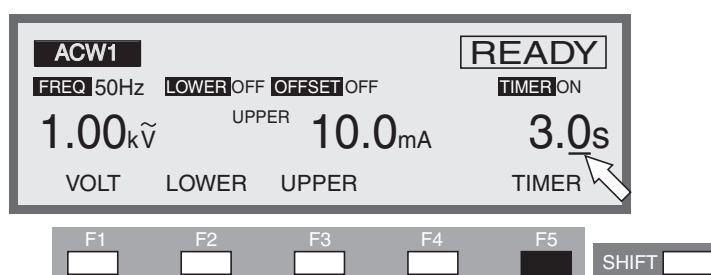 ACW1 READY
FREQ 50Hz LOWER OFF OFFSET OFF TIMER ON
1.00kṼ UPPER 10.0mA 3.0s
VOLT LOWER UPPER TIMER
F1 F2 F3 F4 F5
SHIFT